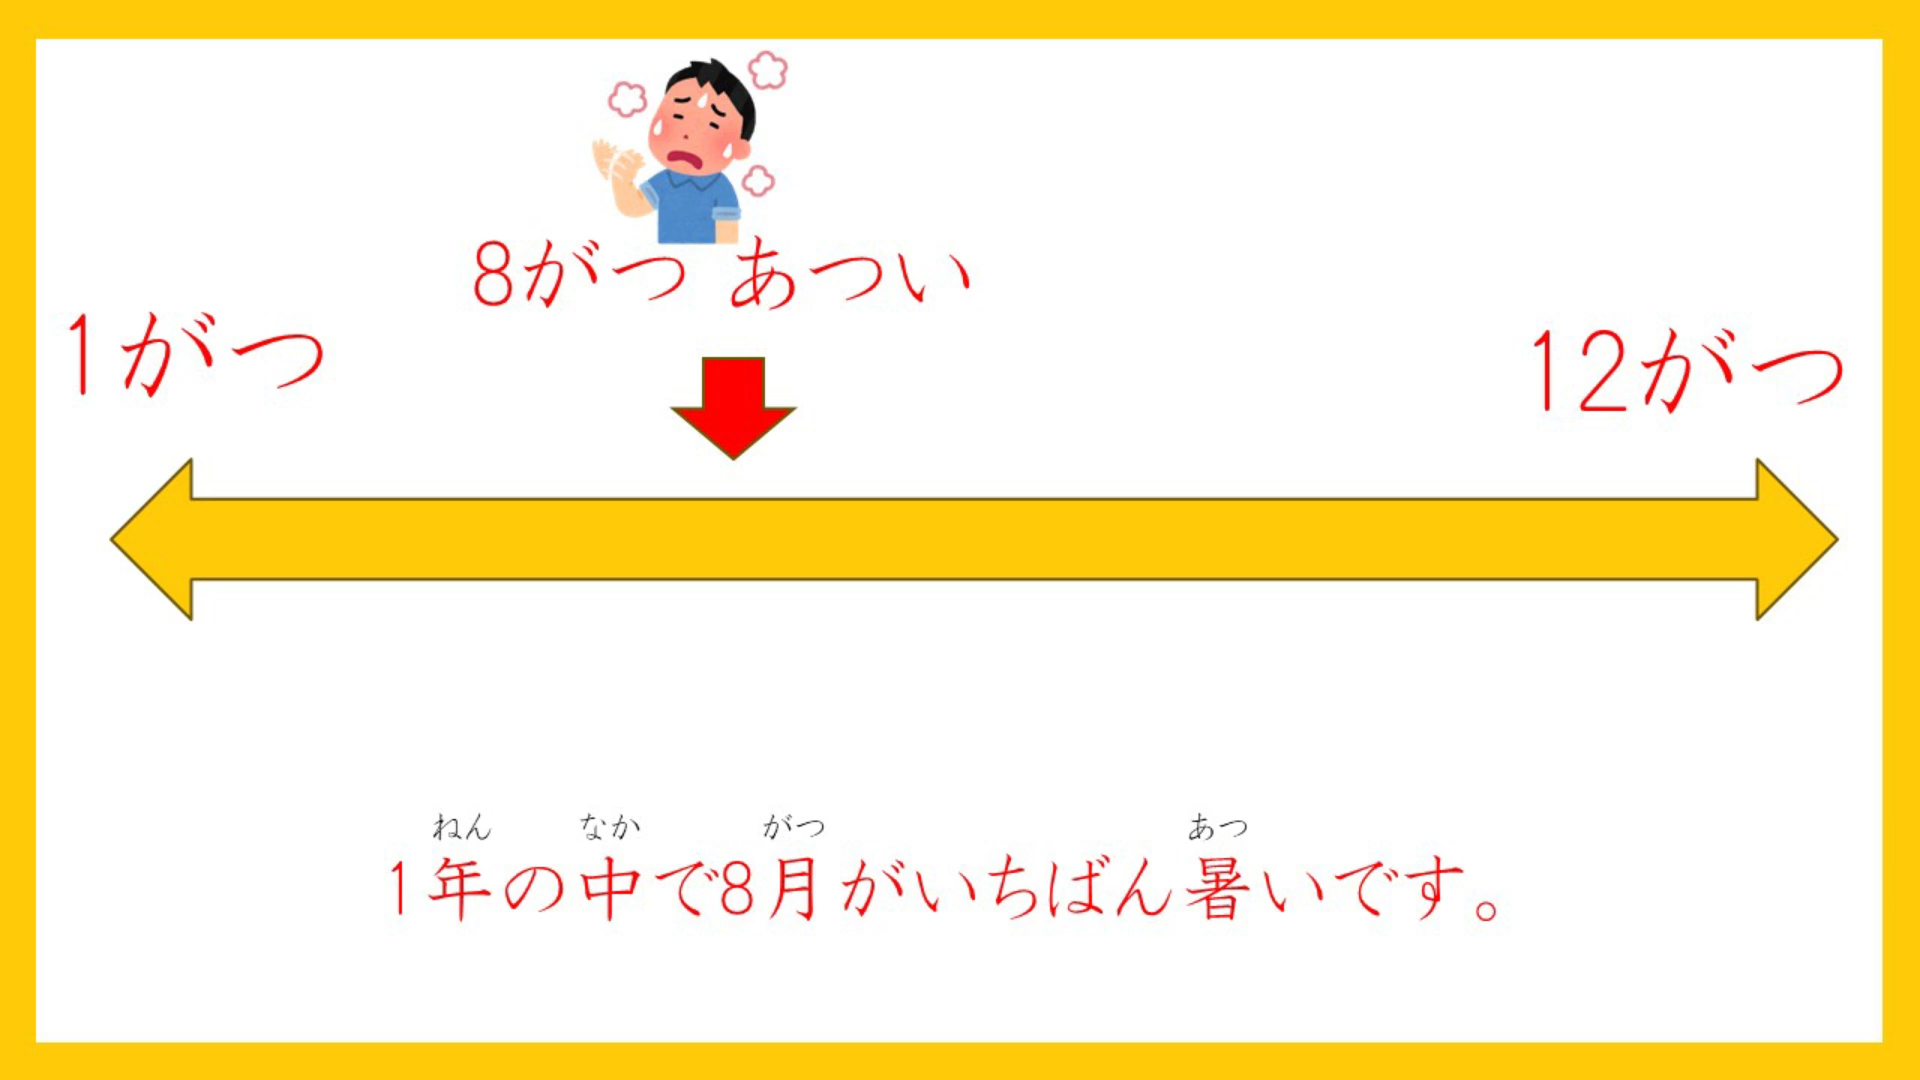 8がつ あつい
1がつ
12がつ
ねん なか がつ あつ
1年の中で8月がいちばん暑いです。